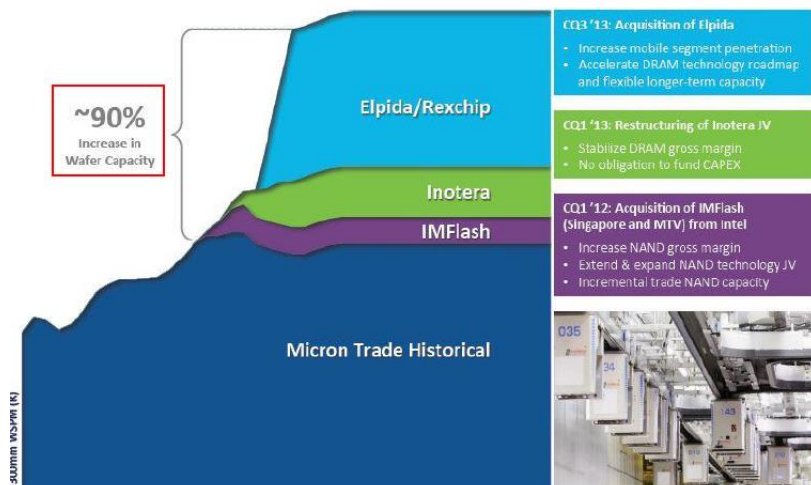 ~90%
Increase in
Wafer Capacity
Elpida/Rexchip
Inotera
IMFlash
Micron Trade Historical
300mm WSPM (K)
CQ3 '13: Acquisition of Elpida
• Increase mobile segment penetration
• Accelerate DRAM technology roadmap
and flexible longer-term capacity
CQ1 '13: Restructuring of Inotera JV
• Stabilize DRAM gross margin
• No obligation to fund CAPEX
CQ1 '12: Acquisition of IMFlash
(Singapore and MTV) from Intel
• Increase NAND gross margin
• Extend & expand NAND technology JV
• Incremental trade NAND capacity
035
34
43